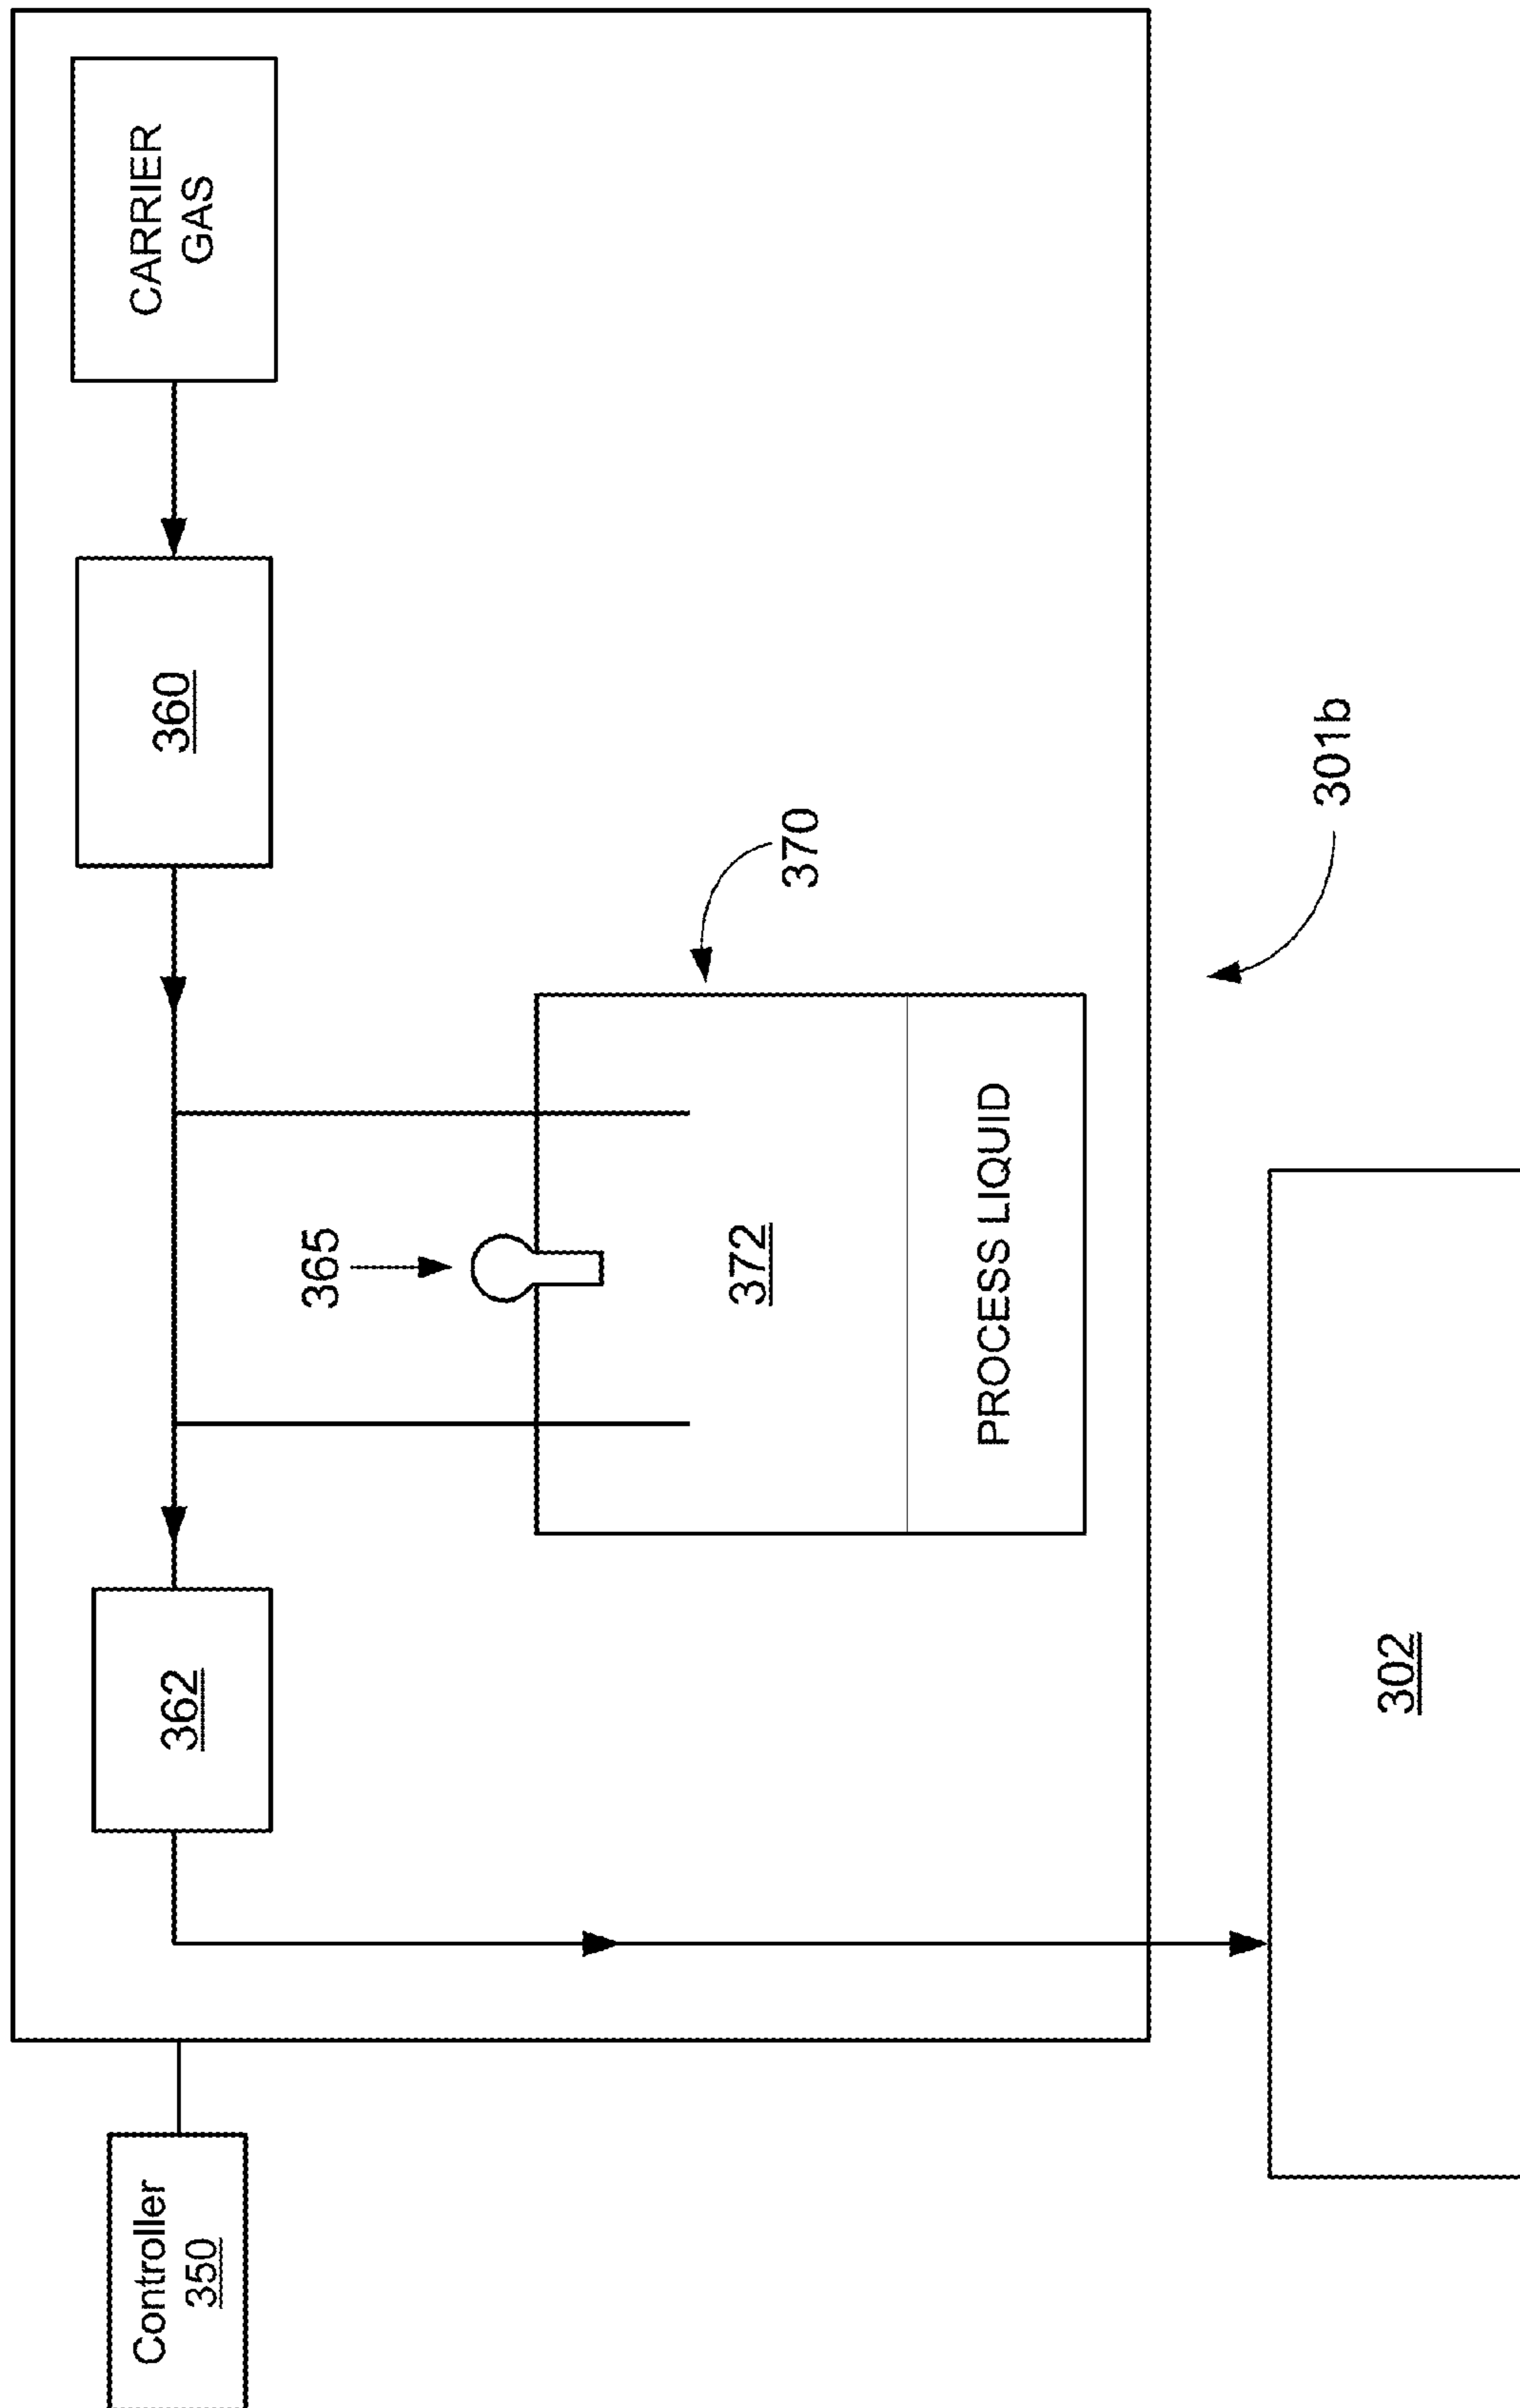 Controller
350
362
360
CARRIER
GAS
365
372
370
PROCESS LIQUID
301b
302